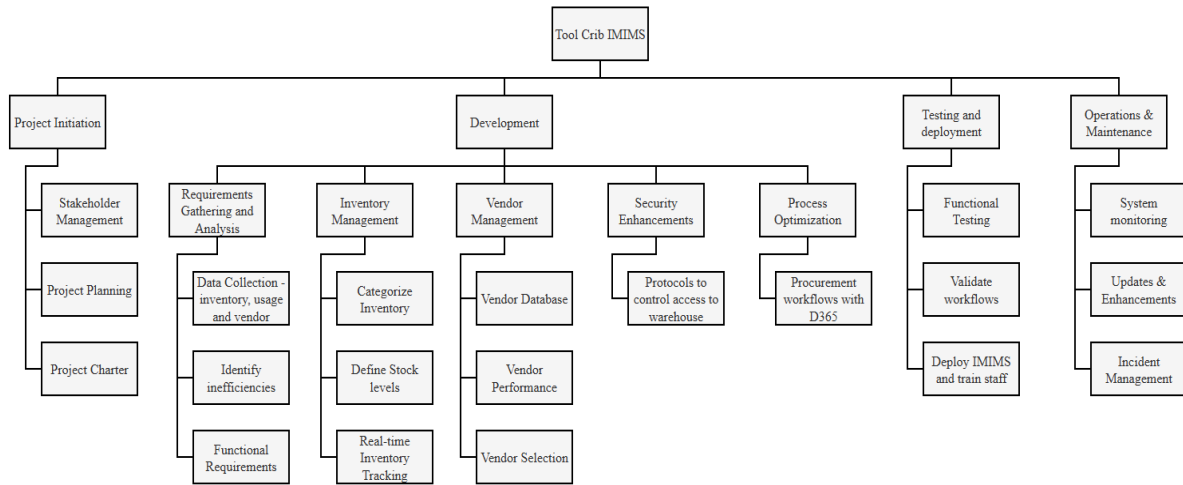 Tool Crib IMIMS
Project Initiation
Development
Testing and
deployment
Operations &
Maintenance
Stakeholder
Management
Requirements
Gathering and
Analysis
Inventory
Management
Vendor
Management
Security
Enhancements
Process
Optimization
Functional
Testing
System
monitoring
Project Planning
Data Collection -
inventory, usage
and vendor
Categorize
Inventory
Vendor Database
Protocols to
control access to
warehouse
Procurement
workflows with
D365
Validate
workflows
Updates &
Enhancements
Project Charter
Identify
inefficiencies
Define Stock
levels
Vendor
Performance
Deploy IMIMS
and train staff
Incident
Management
Functional
Requirements
Real-time
Inventory
Tracking
Vendor Selection